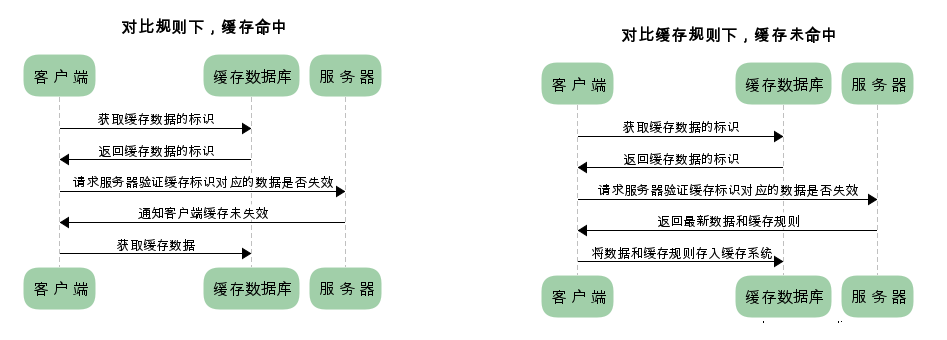 对比规则下，缓存命中
客户端
缓存数据库
服务器
获取缓存数据的标识
返回缓存数据的标识
请求服务器验证缓存标识对应的数据是否失效
通知客户端缓存未失效
获取缓存数据
客户端
缓存数据库
服务器
对比缓存规则下，缓存未命中
客户端
缓存数据库
服务器
获取缓存数据的标识
返回缓存数据的标识
请求服务器验证缓存标识对应的数据是否失效
返回最新数据和缓存规则
将数据和缓存规则存入缓存系统
客户端
缓存数据库
服务器